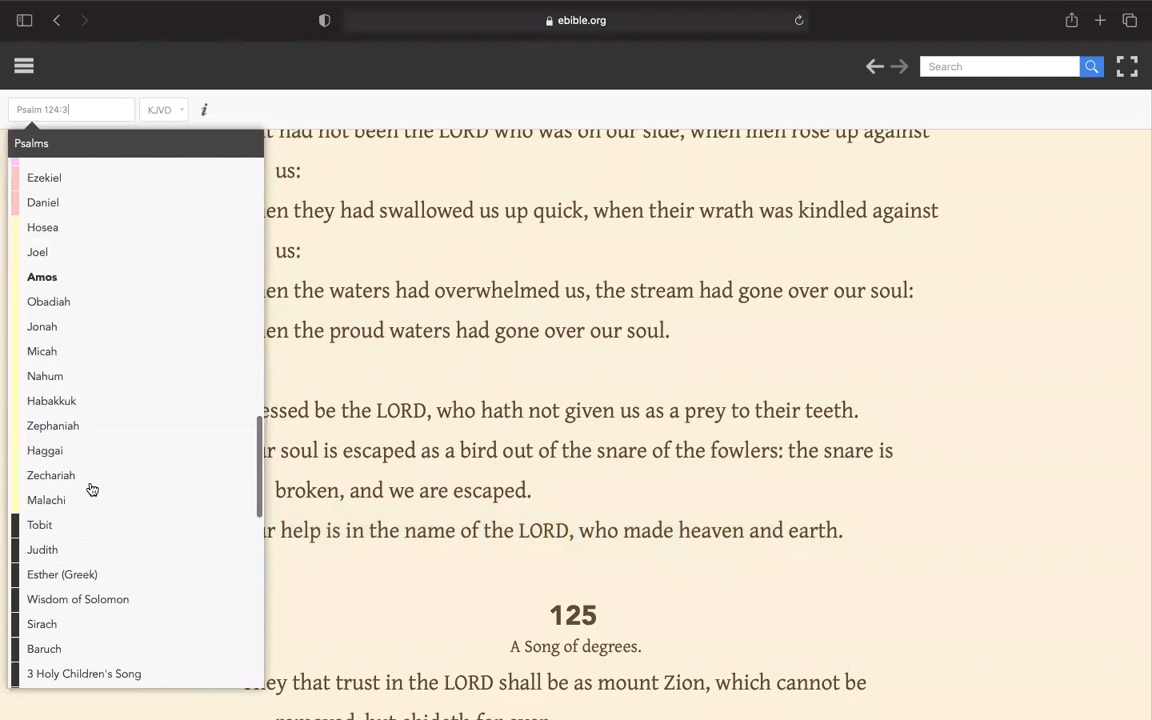 ebible.org
Search
Psalm 124:3
KJVD
i
Psalms
Ezekiel
Daniel
Hosea
Joel
Amos
Obadiah
Jonah
Micah
Nahum
Habakkuk
Zephaniah
Haggai
Zechariah
Malachi
Tobit
Judith
Esther (Greek)
Wisdom of Solomon
Sirach
Baruch
3 Holy Children's Song
had not been the LORD who was on our side, when men rose up against
us:
they had swallowed us up quick, when their wrath was kindled against
us:
the waters had overwhelmed us, the stream had gone over our soul:
the proud waters had gone over our soul.
be the LORD, who hath not given us as a prey to their teeth.
soul is escaped as a bird out of the snare of the fowlers: the snare is
broken, and we are escaped.
help is in the name of the LORD, who made heaven and earth.
125
A Song of degrees.
They that trust in the LORD shall be as mount Zion, which cannot be
removed, but abideth for ever.